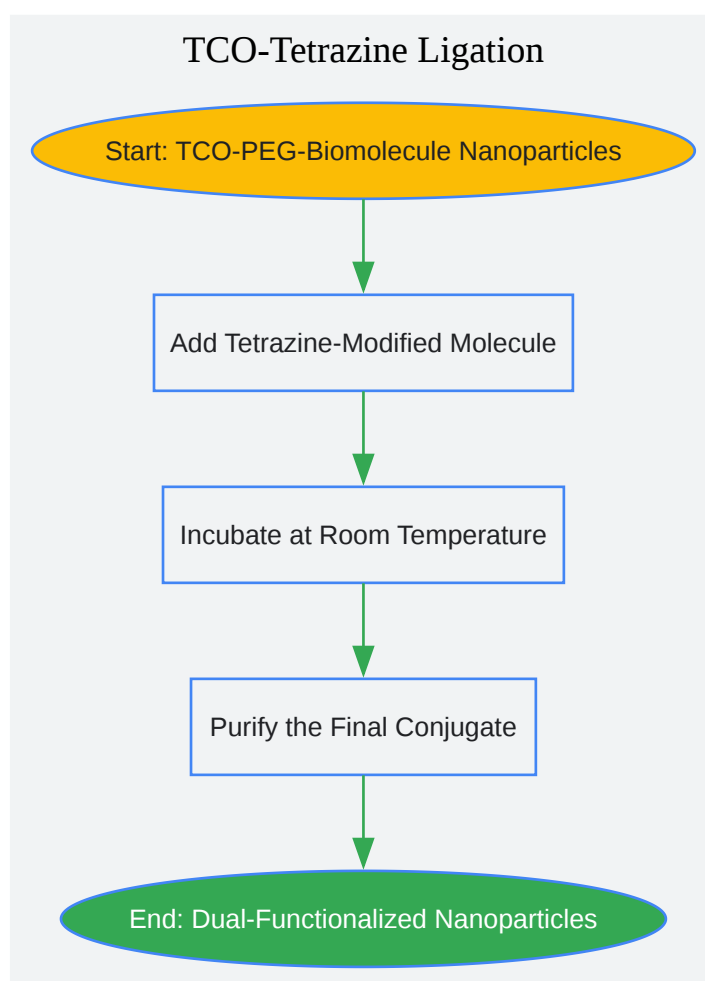 TCO-Tetrazine Ligation
Start: TCO-PEG-Biomolecule Nanoparticles
Add Tetrazine-Modified Molecule
Incubate at Room Temperature
Purify the Final Conjugate
End: Dual-Functionalized Nanoparticles